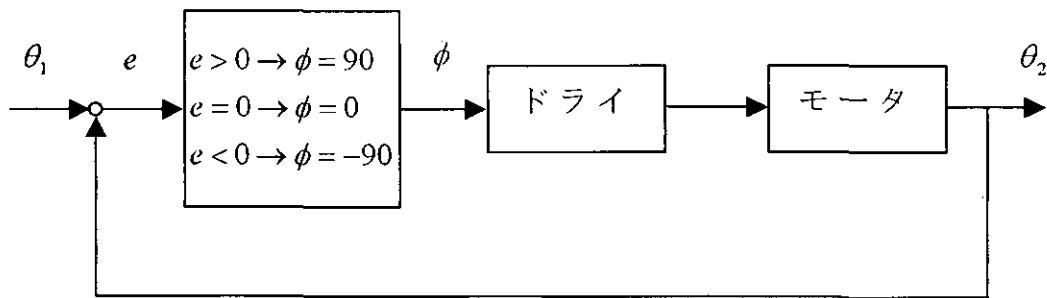 θ₁
e
e > 0 → φ = 90
e = 0 → φ = 0
e < 0 → φ = −90
φ
ドライ
モータ
θ₂